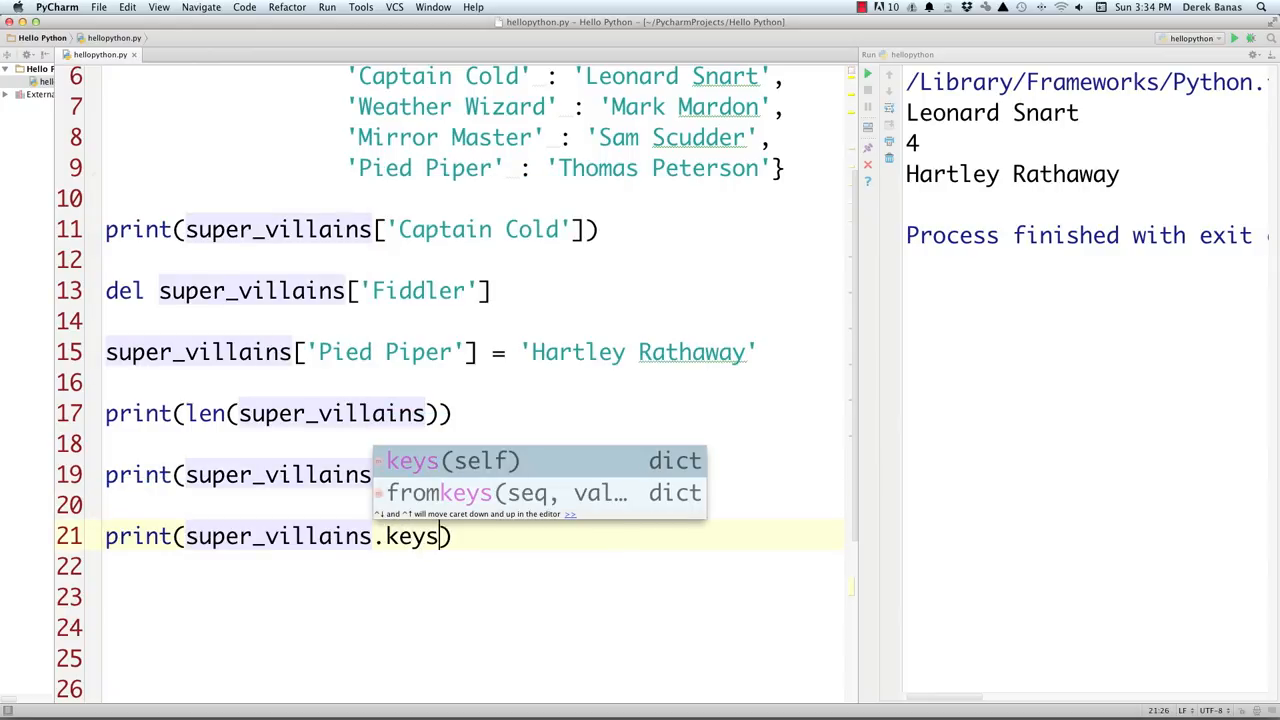 PyCharm File Edit View Navigate Code Refactor Run Tools VCS Window Help 10 8 Sun 3:34 PM Derek Banas
hellopython.py – Hello Python – [~/PycharmProjects/Hello Python]
Hello Python hellopython.py hellopython
hellopython.py Run hellopython
Hello P
hell
Externa
6 'Captain Cold' : 'Leonard Snart',
7 'Weather Wizard' : 'Mark Mardon',
8 'Mirror Master' : 'Sam Scudder',
9 'Pied Piper' : 'Thomas Peterson'}
10
11 print(super_villains['Captain Cold'])
12
13 del super_villains['Fiddler']
14
15 super_villains['Pied Piper'] = 'Hartley Rathaway'
16
17 print(len(super_villains))
18
19 print(super_villains
20
21 print(super_villains.keys)
22
23
24
25
26
keys(self) dict
fromkeys(seq, val… dict
^↓ and ^↑ will move caret down and up in the editor >>
/Library/Frameworks/Python.
Leonard Snart
4
Hartley Rathaway
Process finished with exit
21:26 LF UTF-8